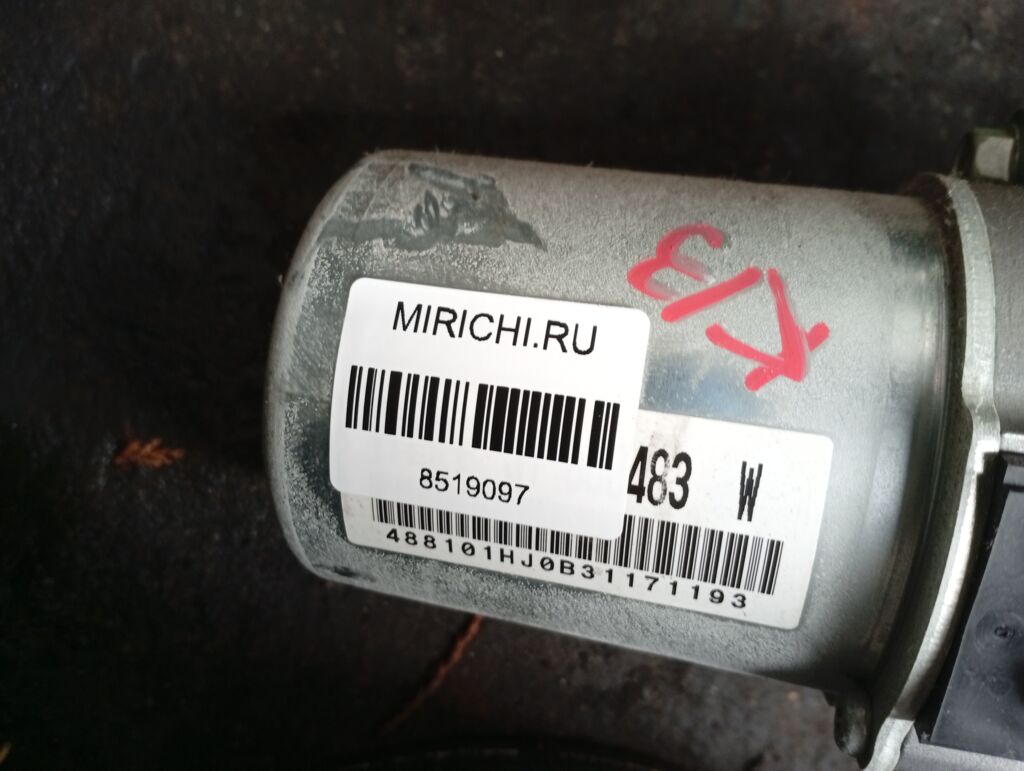 К/З
MIRICHI.RU
8519097
483 W
488101HJ0B31171193